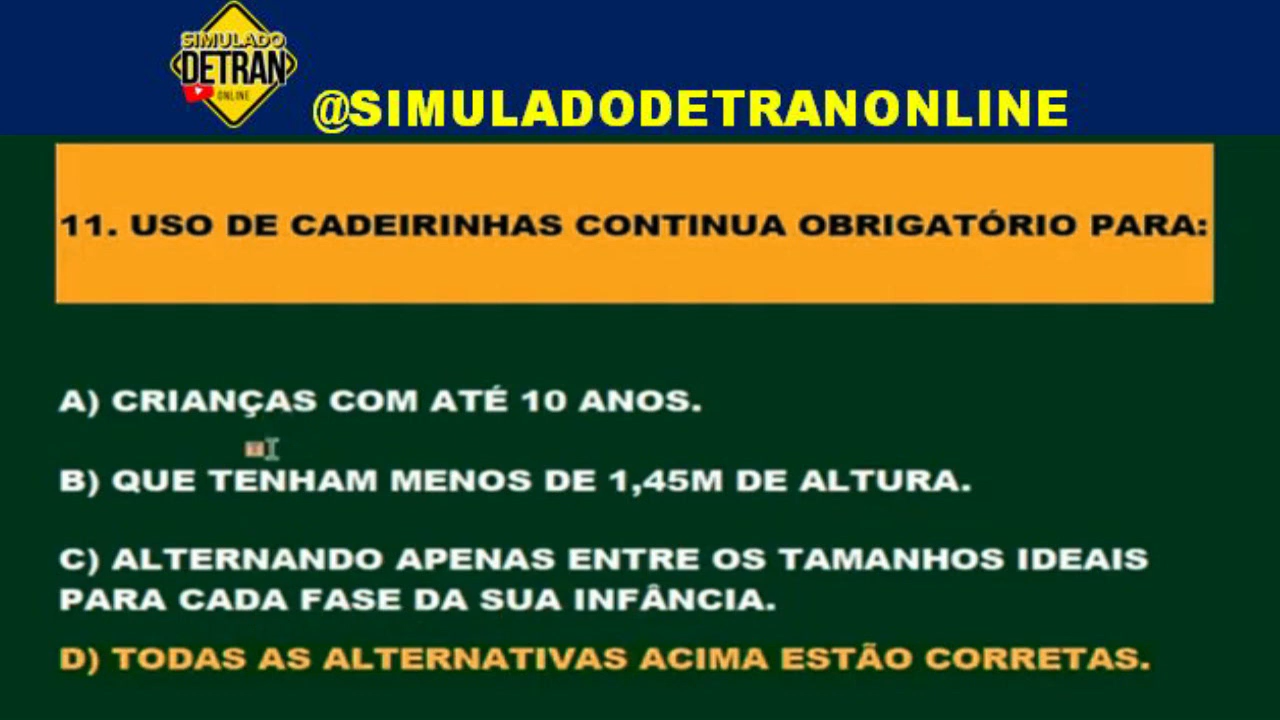 SIMULADO
DETRAN
ONLINE
@SIMULADODETRANONLINE
11. USO DE CADEIRINHAS CONTINUA OBRIGATÓRIO PARA:
A) CRIANÇAS COM ATÉ 10 ANOS.
B) QUE TENHAM MENOS DE 1,45M DE ALTURA.
C) ALTERNANDO APENAS ENTRE OS TAMANHOS IDEAIS
PARA CADA FASE DA SUA INFÂNCIA.
D) TODAS AS ALTERNATIVAS ACIMA ESTÃO CORRETAS.